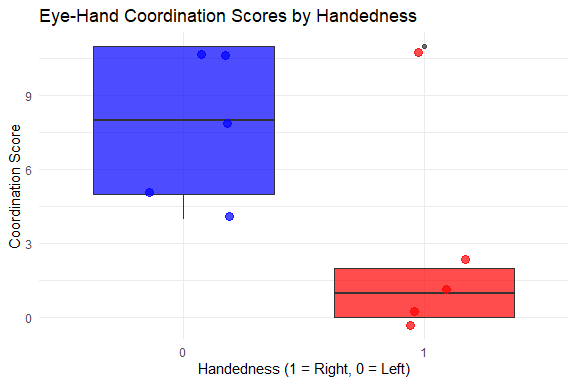 Eye-Hand Coordination Scores by Handedness
Coordination Score
9
6
3
0
0 1
Handedness (1 = Right, 0 = Left)